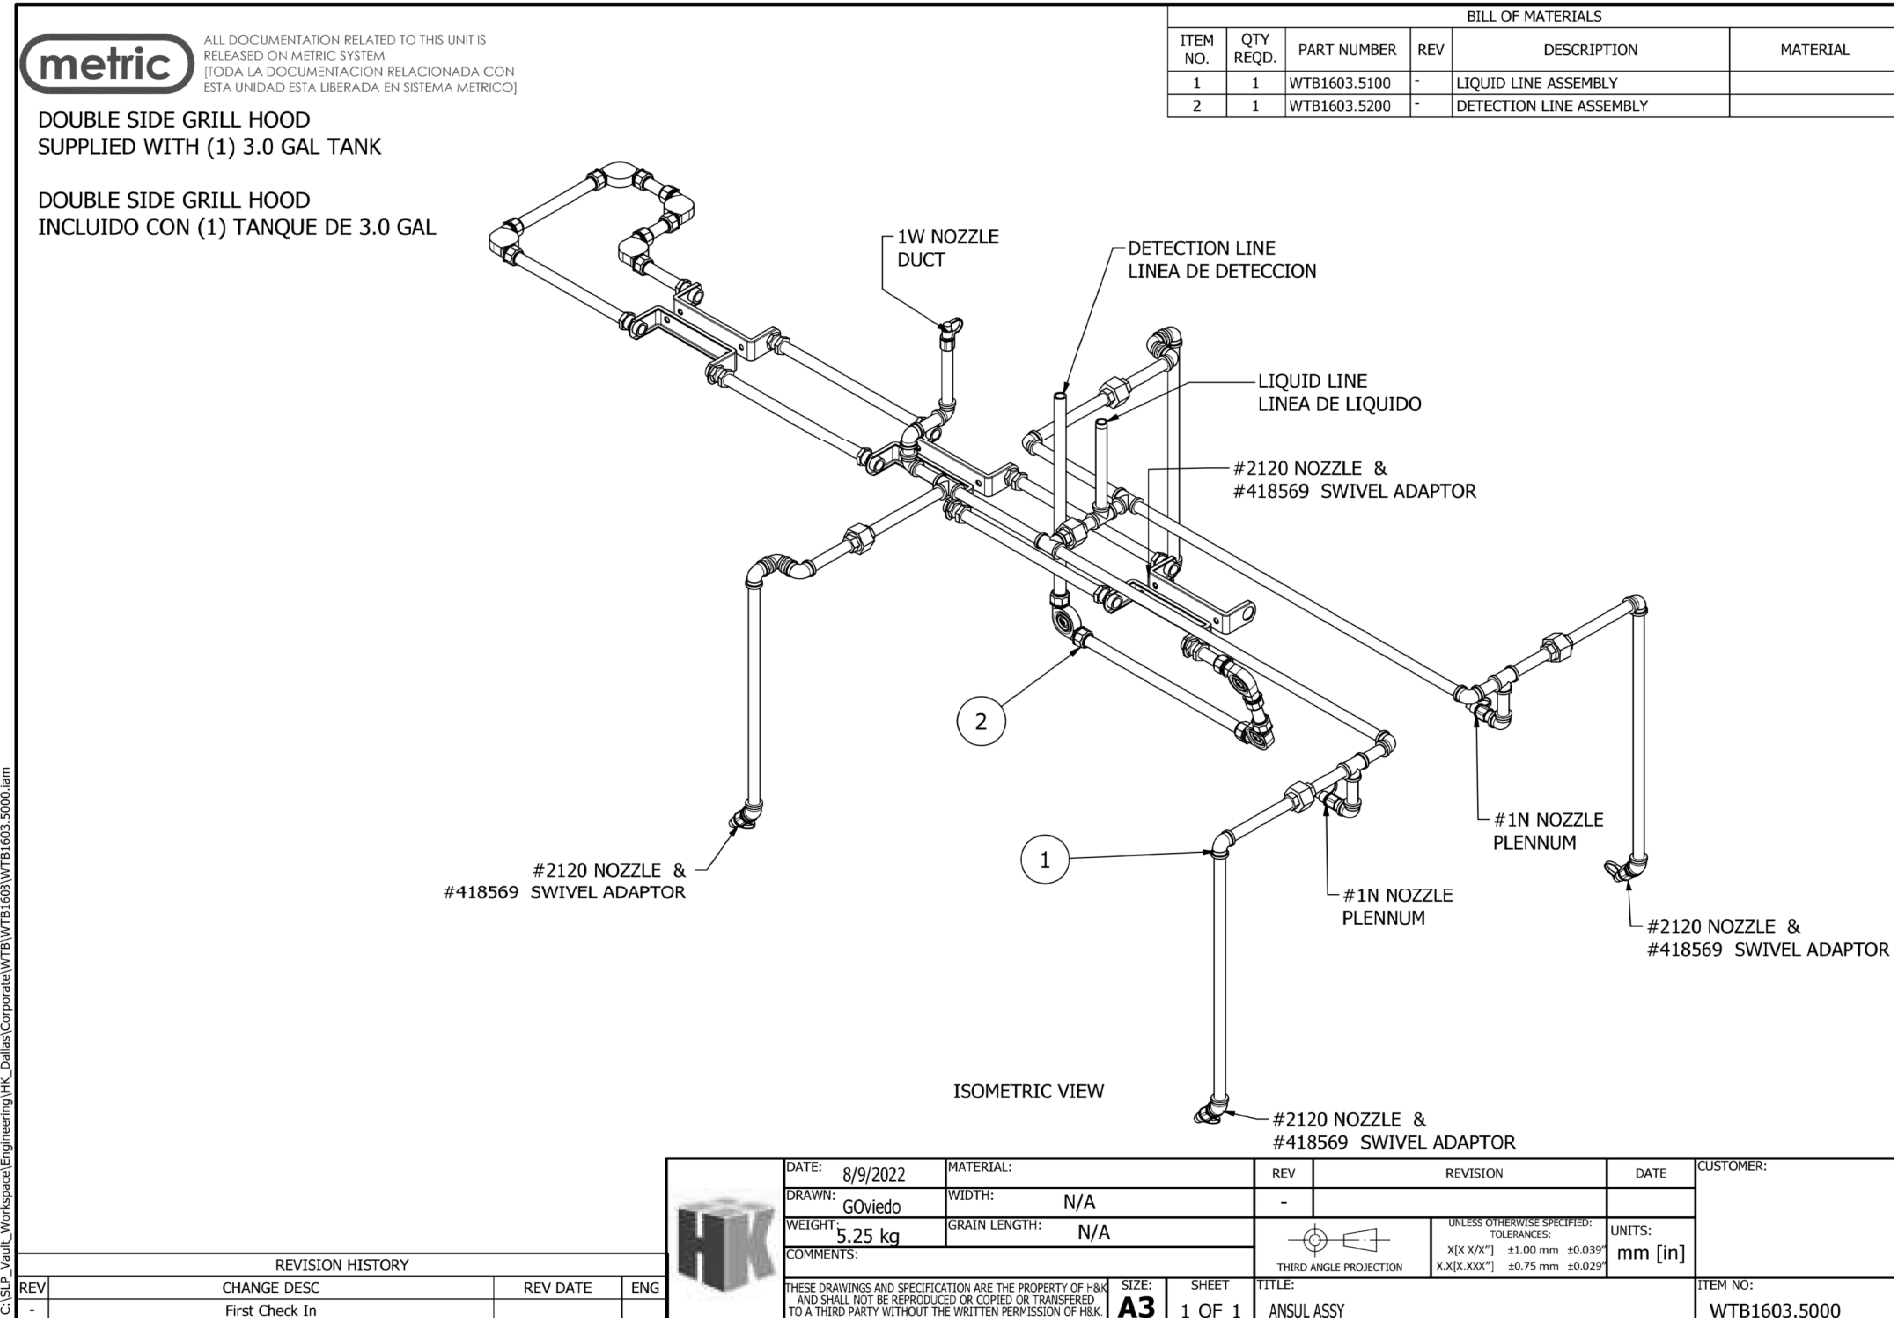 metric
ALL DOCUMENTATION RELATED TO THIS UNIT IS
RELEASED ON METRIC SYSTEM
[TODA LA DOCUMENTACION RELACIONADA CON
ESTA UNIDAD ESTA LIBERADA EN SISTEMA METRICO]
DOUBLE SIDE GRILL HOOD
SUPPLIED WITH (1) 3.0 GAL TANK
DOUBLE SIDE GRILL HOOD
INCLUIDO CON (1) TANQUE DE 3.0 GAL
BILL OF MATERIALS
ITEM NO. QTY REQD. PART NUMBER REV DESCRIPTION MATERIAL
1 1 WTB1603.5100 - LIQUID LINE ASSEMBLY
2 1 WTB1603.5200 - DETECTION LINE ASSEMBLY
1W NOZZLE
DUCT
DETECTION LINE
LINEA DE DETECCION
LIQUID LINE
LINEA DE LIQUIDO
#2120 NOZZLE &
#418569 SWIVEL ADAPTOR
2
1
#1N NOZZLE
PLENNUM
#2120 NOZZLE &
#418569 SWIVEL ADAPTOR
#1N NOZZLE
PLENNUM
#2120 NOZZLE &
#418569 SWIVEL ADAPTOR
ISOMETRIC VIEW
#2120 NOZZLE &
#418569 SWIVEL ADAPTOR
C:\SLP_Vault_Workspace\Engineering\HK_Dallas\Corporate\WTB\WTB1603\WTB1603.5000.iam
REVISION HISTORY
REV CHANGE DESC REV DATE ENG
- First Check In
HK
DATE: 8/9/2022
DRAWN: GOviedo
WEIGHT: 5.25 kg
COMMENTS:
MATERIAL:
WIDTH: N/A
GRAIN LENGTH: N/A
THESE DRAWINGS AND SPECIFICATION ARE THE PROPERTY OF H&K
AND SHALL NOT BE REPRODUCED OR COPIED OR TRANSFERED
TO A THIRD PARTY WITHOUT THE WRITTEN PERMISSION OF H&K.
SIZE:
A3
SHEET
1 OF 1
REV REVISION DATE
-
THIRD ANGLE PROJECTION
UNLESS OTHERWISE SPECIFIED:
TOLERANCES:
X[X X/X"] ±1.00 mm ±0.039"
X.X[X.XXX"] ±0.75 mm ±0.029"
UNITS:
mm [in]
CUSTOMER:
TITLE:
ANSUL ASSY
ITEM NO:
WTB1603.5000